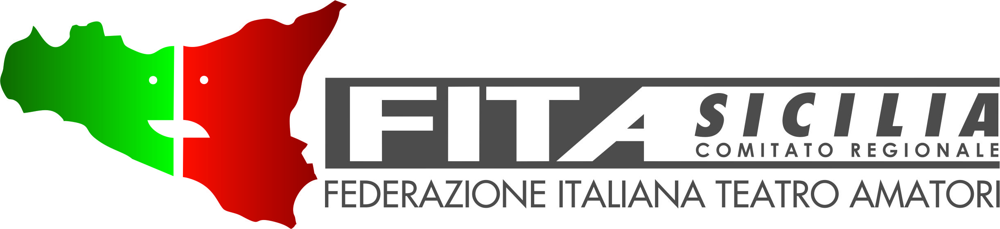 FITA SICILIA
COMITATO REGIONALE
FEDERAZIONE ITALIANA TEATRO AMATORI